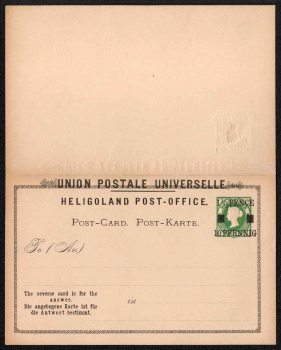 UNION POSTALE UNIVERSELLE.
HELIGOLAND POST-OFFICE.
POST-CARD. POST-KARTE.
1½ PENCE
10 PFENNIG
To (An)
The reverse card is for the
answer.
Die angebogene Karte ist für
die Antwort bestimmt.
in